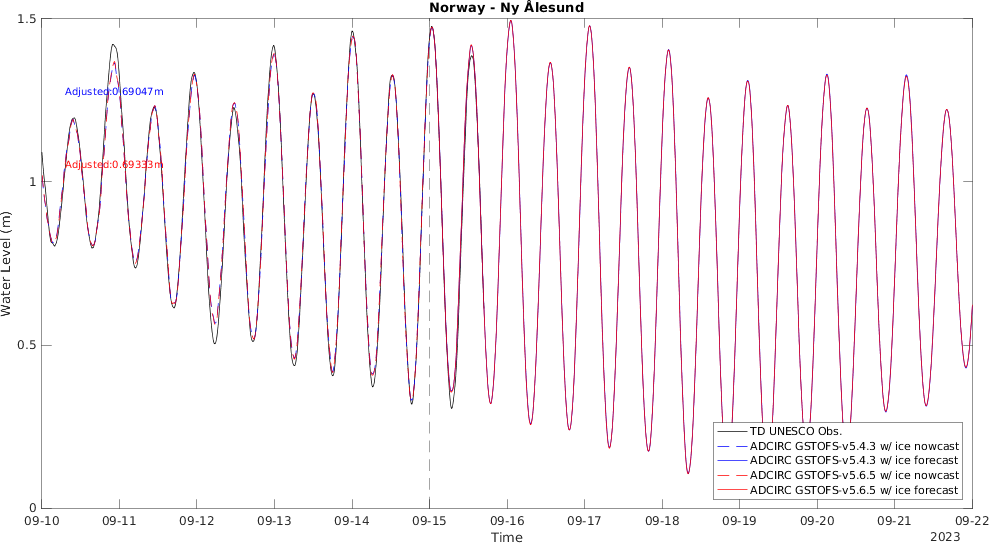 Norway - Ny Ålesund
1.5
1
0.5
0
Water Level (m)
Adjusted:0.69047m
Adjusted:0.69333m
TD UNESCO Obs.
ADCIRC GSTOFS-v5.4.3 w/ ice nowcast
ADCIRC GSTOFS-v5.4.3 w/ ice forecast
ADCIRC GSTOFS-v5.6.5 w/ ice nowcast
ADCIRC GSTOFS-v5.6.5 w/ ice forecast
09-10 09-11 09-12 09-13 09-14 09-15 09-16 09-17 09-18 09-19 09-20 09-21 09-22
Time
2023